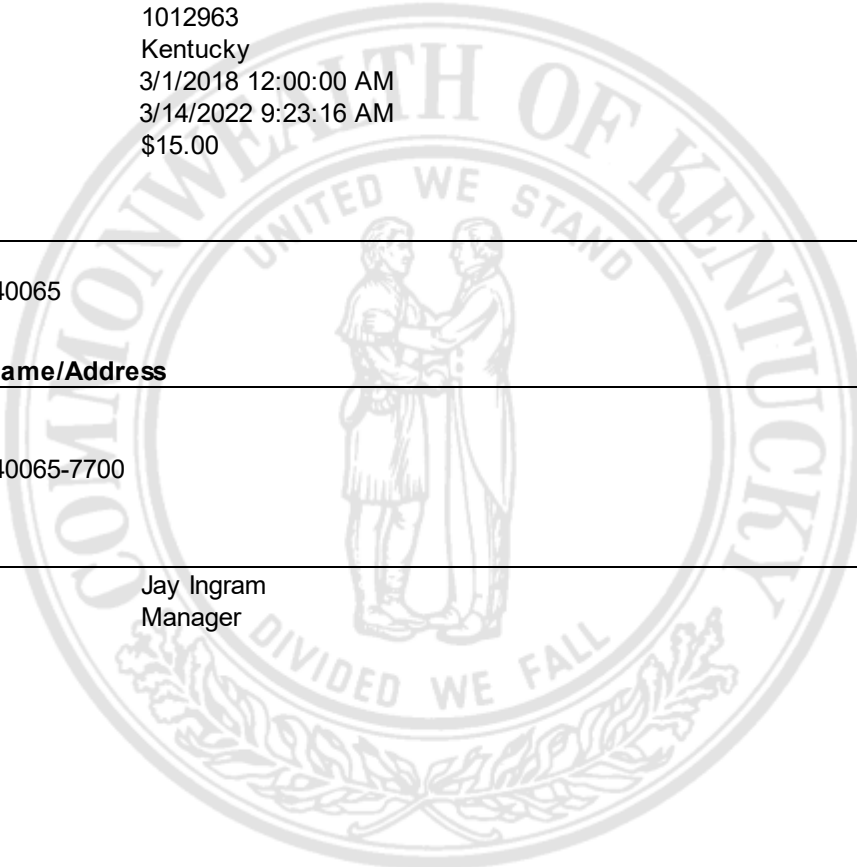 1012963
Kentucky
3/1/2018 12:00:00 AM
3/14/2022 9:23:16 AM
$15.00
COMMONWEALTH OF KENTUCKY
UNITED WE STAND
40065
ame/Address
40065-7700
Jay Ingram
Manager
DIVIDED WE FALL